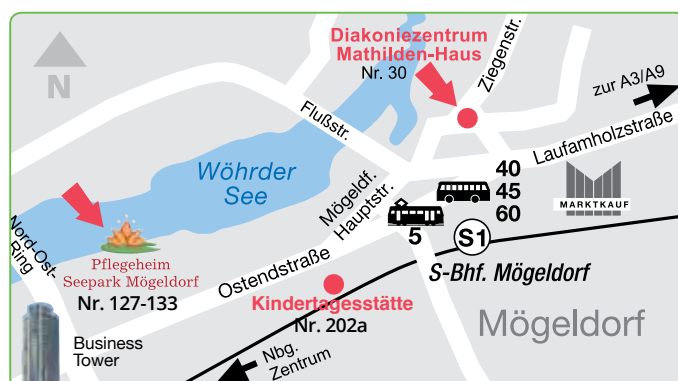 Diakoniezentrum
Mathilden-Haus
Nr. 30
Ziegenstr.
zur A3/A9
N
Flußstr.
Laufamholzstraße
Wöhrder
See
Mögeldf.
Hauptstr.
40
45
60
MARKTKAUF
5
S1
S-Bhf. Mögeldorf
Nord-Ost-
Ring
Pflegeheim
Seepark Mögeldorf
Nr. 127-133
Ostendstraße
Kindertagesstätte
Nr. 202a
Mögeldorf
Business
Tower
Nbg.
Zentrum